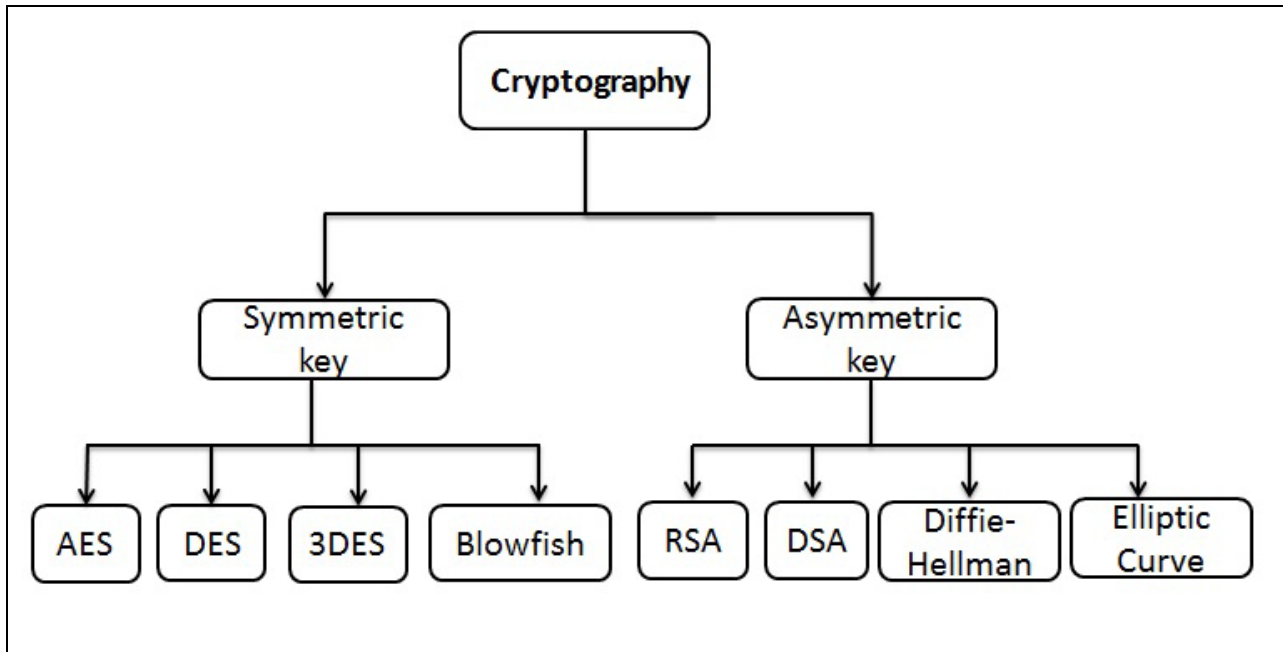 Cryptography
Symmetric
key
Asymmetric
key
AES
DES
3DES
Blowfish
RSA
DSA
Diffie-
Hellman
Elliptic
Curve